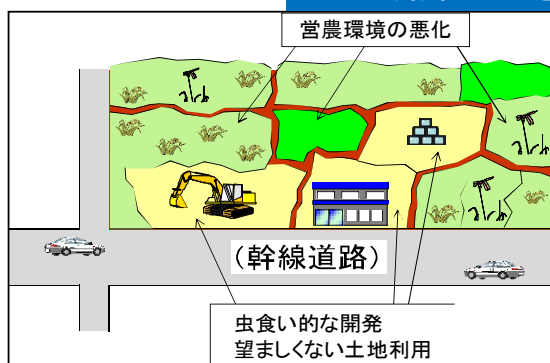 営農環境の悪化
(幹線道路)
虫食い的な開発
望ましくない土地利用